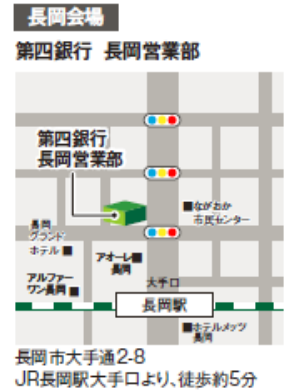 長岡会場
第四銀行 長岡営業部
第四銀行
長岡営業部
■ながおか
市民センター
長岡
グランド
ホテル■
アオーレ■
長岡
アルファー
ワン長岡■
大手口
長岡駅
■ホテルメッツ
長岡
長岡市大手通2-8
JR長岡駅大手口より、徒歩約5分